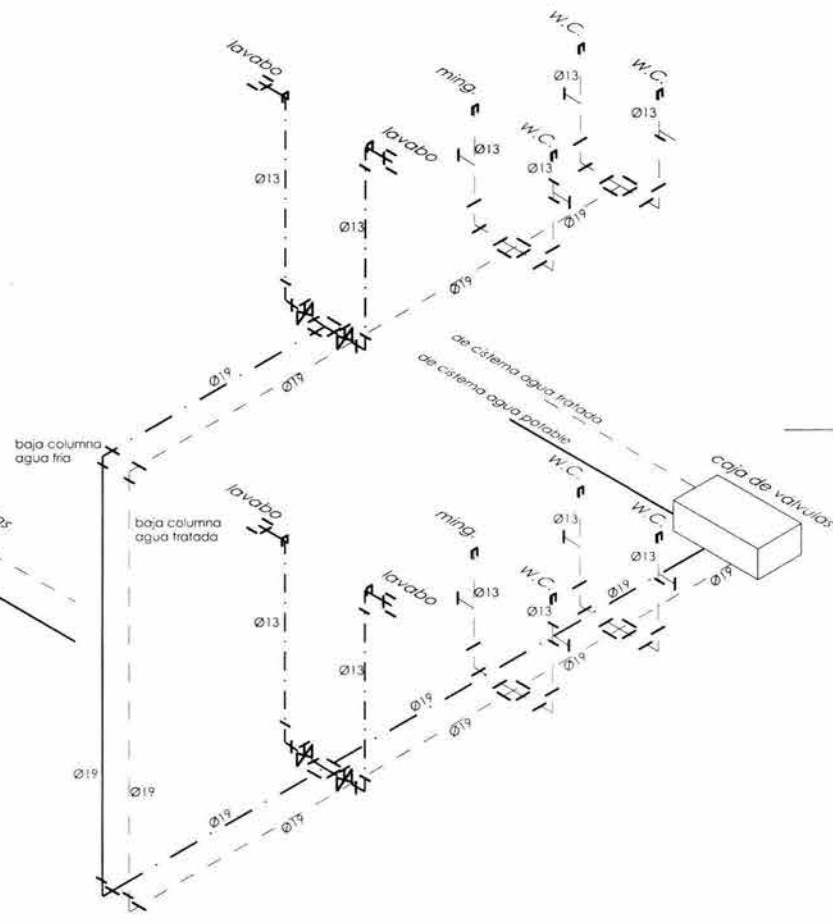 W.C.
lavabo
ming.
Ø13
W.C.
W.C.
Ø13
lavabo
Ø13
Ø13
Ø13
Ø13
Ø19
Ø19
de cisterna agua tratada
de cisterna agua potable
Ø19
Ø19
baja columna
agua fria
caja de valvulas
W.C.
lavabo
baja columna
agua tratada
ming.
W.C.
Ø13
W.C.
Ø13
lavabo
Ø13
Ø13
Ø19
Ø19
Ø13
Ø13
Ø19
Ø19
Ø19
Ø19
Ø19
Ø19
Ø19